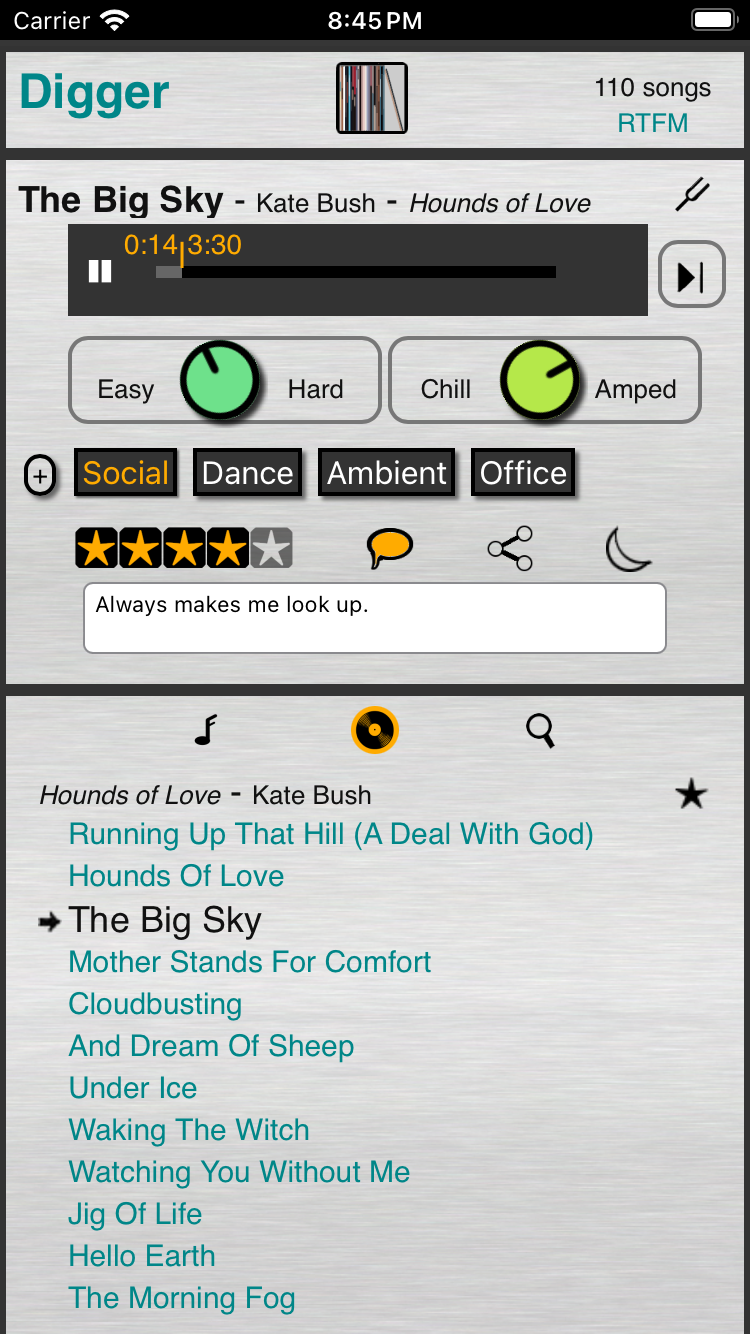 Carrier 8:45 PM
Digger
110 songs
RTFM
The Big Sky - Kate Bush - Hounds of Love
0:14 3:30
Easy Hard Chill Amped
+ Social Dance Ambient Office
Always makes me look up.
Hounds of Love - Kate Bush
Running Up That Hill (A Deal With God)
Hounds Of Love
The Big Sky
Mother Stands For Comfort
Cloudbusting
And Dream Of Sheep
Under Ice
Waking The Witch
Watching You Without Me
Jig Of Life
Hello Earth
The Morning Fog